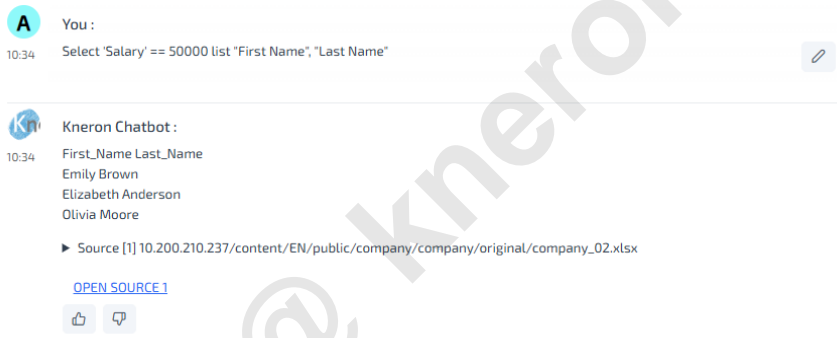 A
You :
10:34
Select 'Salary' == 50000 list "First Name", "Last Name"
Kn
Kneron Chatbot :
10:34
First_Name Last_Name
Emily Brown
Elizabeth Anderson
Olivia Moore
▶ Source [1] 10.200.210.237/content/EN/public/company/company/original/company_02.xlsx
OPEN SOURCE 1
@ kneron